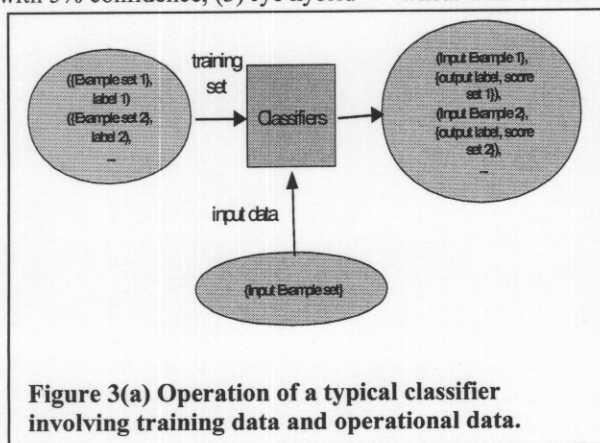 with 5% confidence, (3) rye hybrid
training
set
({Example set 1},
label 1)
({Example set 2},
label 2),
...
Classifiers
(Input Example 1},
{output label, score
set 1}),
(Input Example 2},
{output label, score
set 2}),
...
input data
{Input Example set}
Figure 3(a) Operation of a typical classifier
involving training data and operational data.